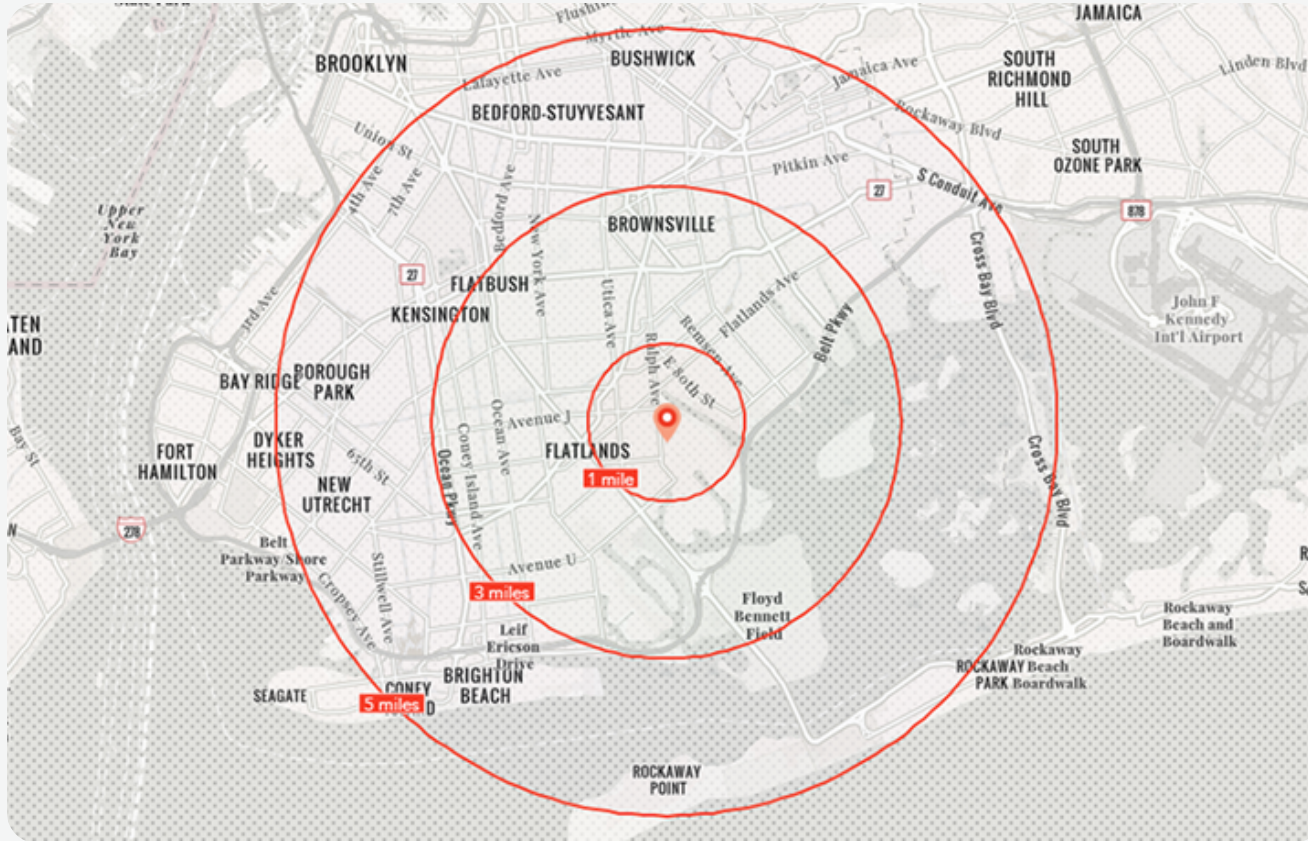 JAMAICA
Myrtle Ave
BROOKLYN
BUSHWICK
SOUTH
RICHMOND
HILL
Jamaica Ave
Linden Blvd
Lafayette Ave
BEDFORD-STUYVESANT
Rockaway Blvd
Union St
SOUTH
OZONE PARK
Pitkin Ave
4th Ave
7th Ave
27
S Conduit Ave
Bedford Ave
Upper
New
York
Bay
878
BROWNSVILLE
New York Ave
Cross Bay Blvd
27
FLATBUSH
Utica Ave
Flatlands Ave
3rd Ave
KENSINGTON
John F
Kennedy
Int'l Airport
Belt Pkwy
Remsen Ave
Ralph Ave
E 80th St
BAY RIDGE
BOROUGH
PARK
Ocean Ave
Avenue J
Coney Island Ave
Bay St
FORT
HAMILTON
DYKER
HEIGHTS
65th St
FLATLANDS
Ocean Pkwy
1 mile
NEW
UTRECHT
Cross Bay Blvd
278
Belt
Parkway/Shore
Parkway
Stillwell Ave
Avenue U
Cropsey Ave
3 miles
Floyd
Bennett
Field
Rockaway
Beach and
Boardwalk
Leif
Ericson
Drive
Rockaway
Beach
Boardwalk
ROCKAWAY
PARK
BRIGHTON
BEACH
SEAGATE
CONEY
5 miles
ROCKAWAY
POINT